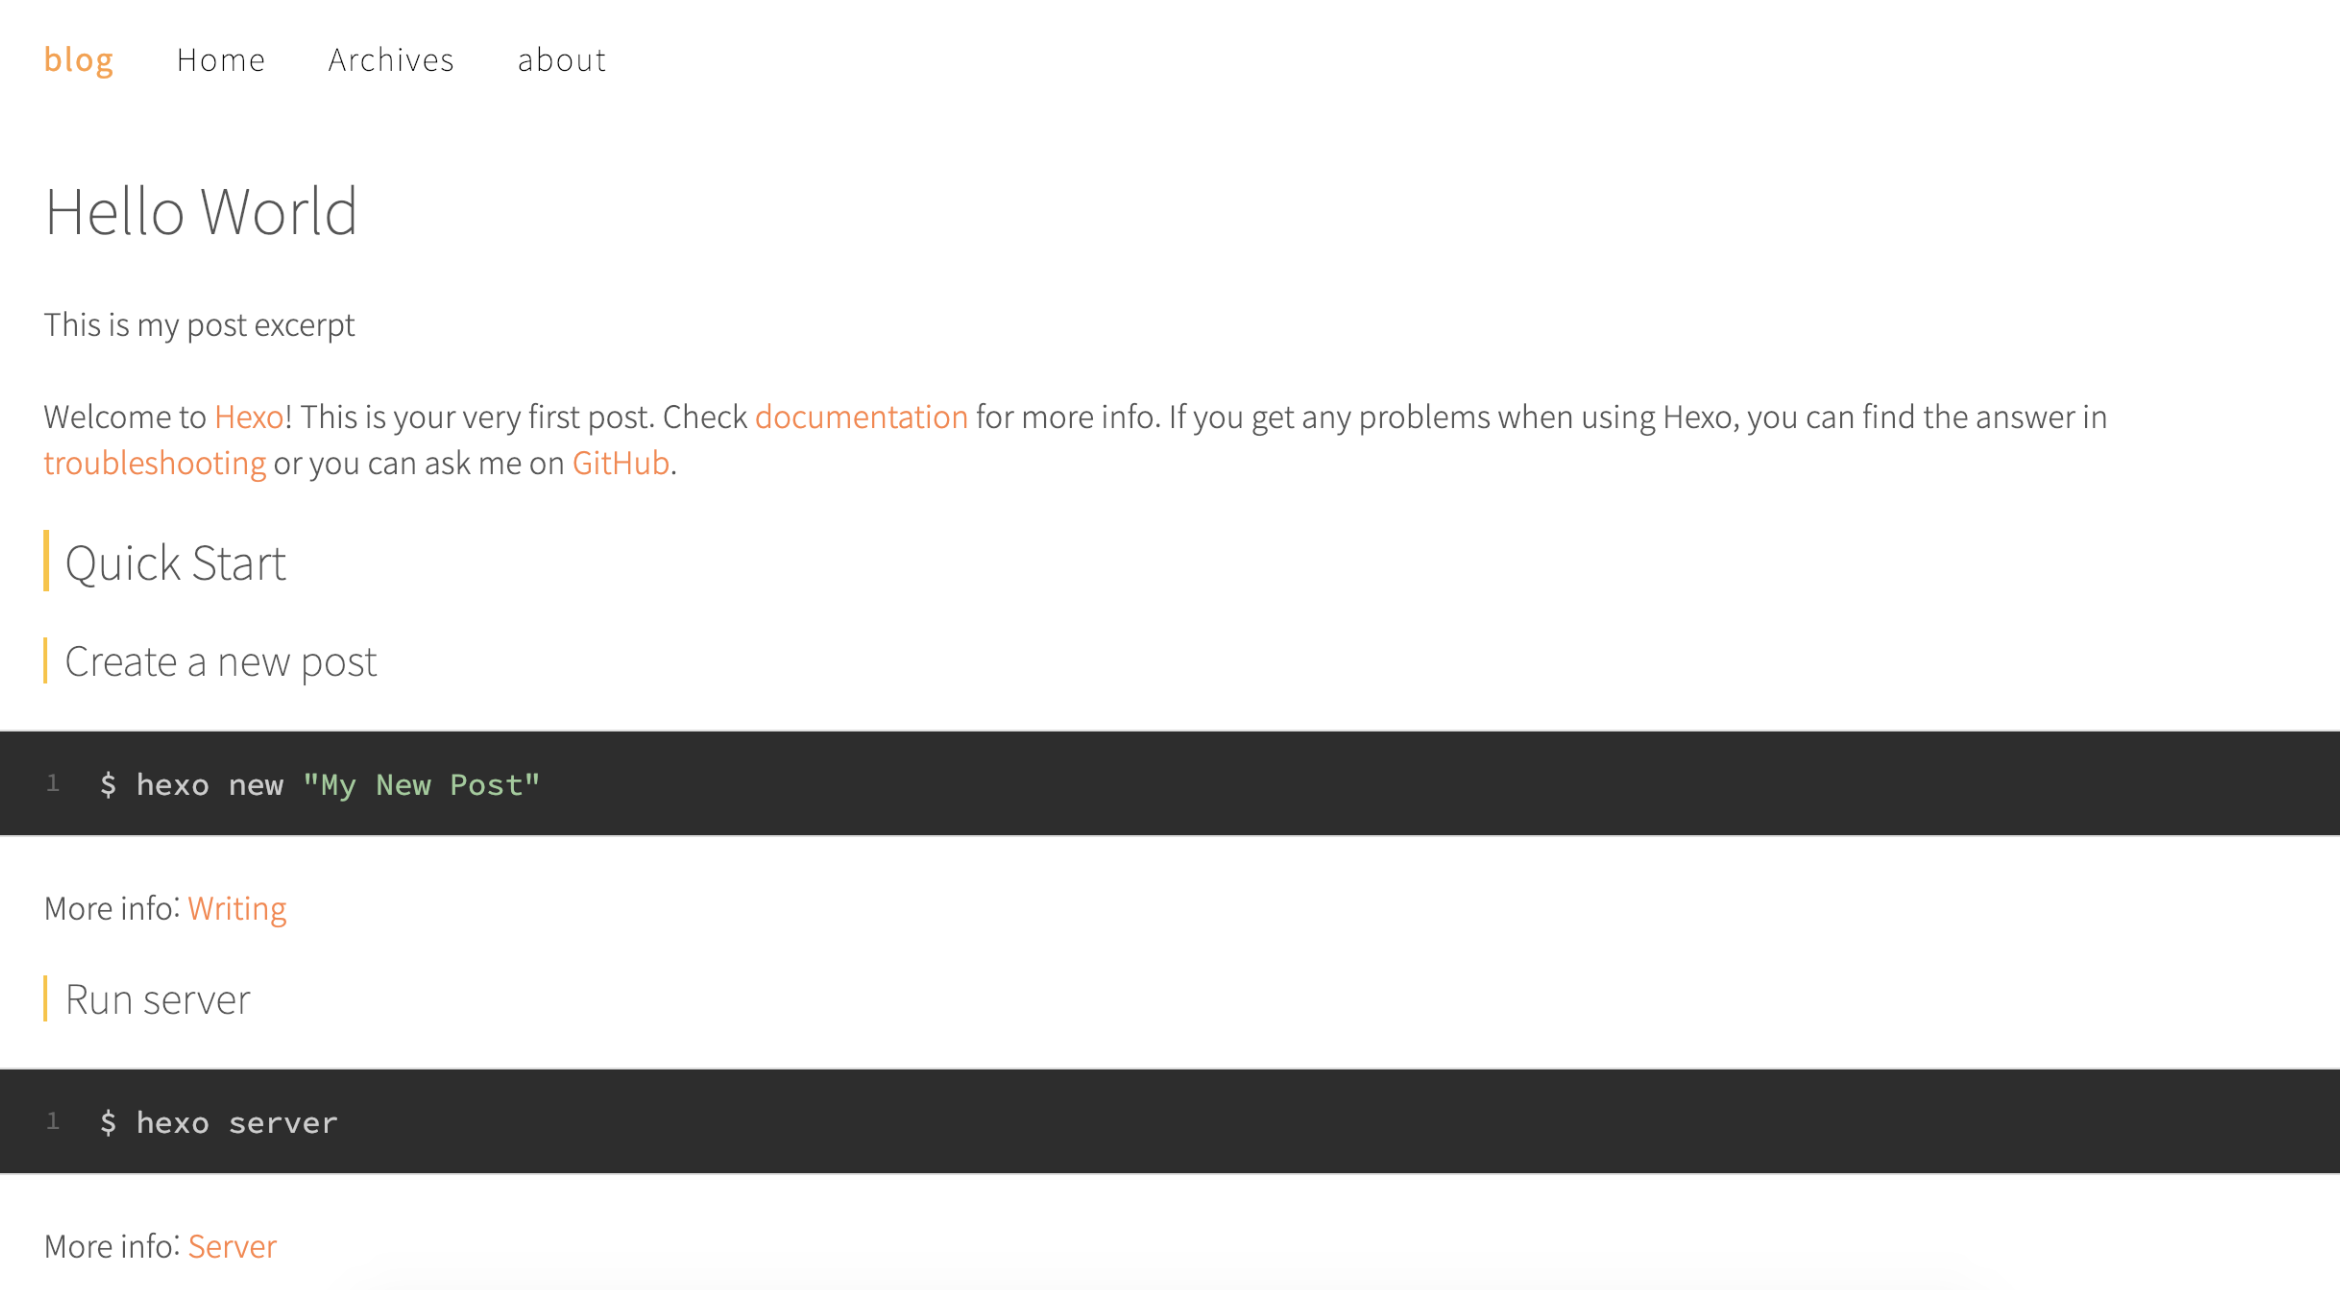 blog Home Archives about
Hello World
This is my post excerpt
Welcome to Hexo! This is your very first post. Check documentation for more info. If you get any problems when using Hexo, you can find the answer in
troubleshooting or you can ask me on GitHub.
Quick Start
Create a new post
1 $ hexo new "My New Post"
More info: Writing
Run server
1 $ hexo server
More info: Server